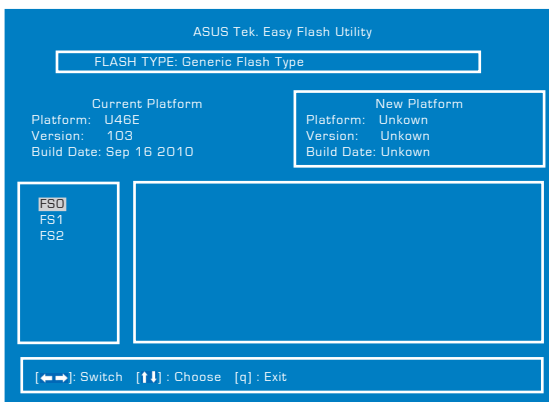 ASUS Tek. Easy Flash Utility
FLASH TYPE: Generic Flash Type
Current Platform
Platform: U46E
Version: 103
Build Date: Sep 16 2010
New Platform
Platform: Unkown
Version: Unkown
Build Date: Unkown
FS0
FS1
FS2
[←→]: Switch [↑↓] : Choose [q] : Exit